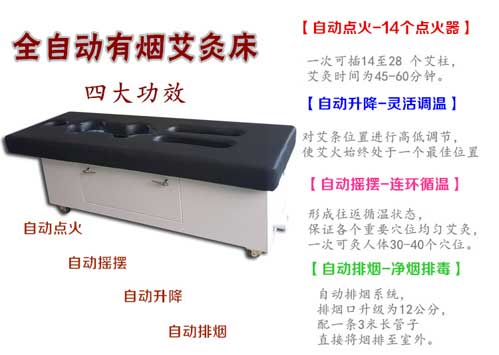 全自动有烟艾灸床
四大功效
自动点火
自动摇摆
自动升降
自动排烟
【自动点火-14个点火器】
一次可插14至28 个艾柱,
艾灸时间为45-60分钟。
【自动升降-灵活调温】
对艾条位置进行高低调节,
使艾火始终处于一个最佳位置
【自动摇摆-连环循温】
形成往返循温状态,
保证各个重要穴位均匀艾灸,
一次可灸人体30-40个穴位。
【自动排烟-净烟排毒】
自动排烟系统,
排烟口升级为12公分,
配一条3米长管子
直接将烟排至室外。